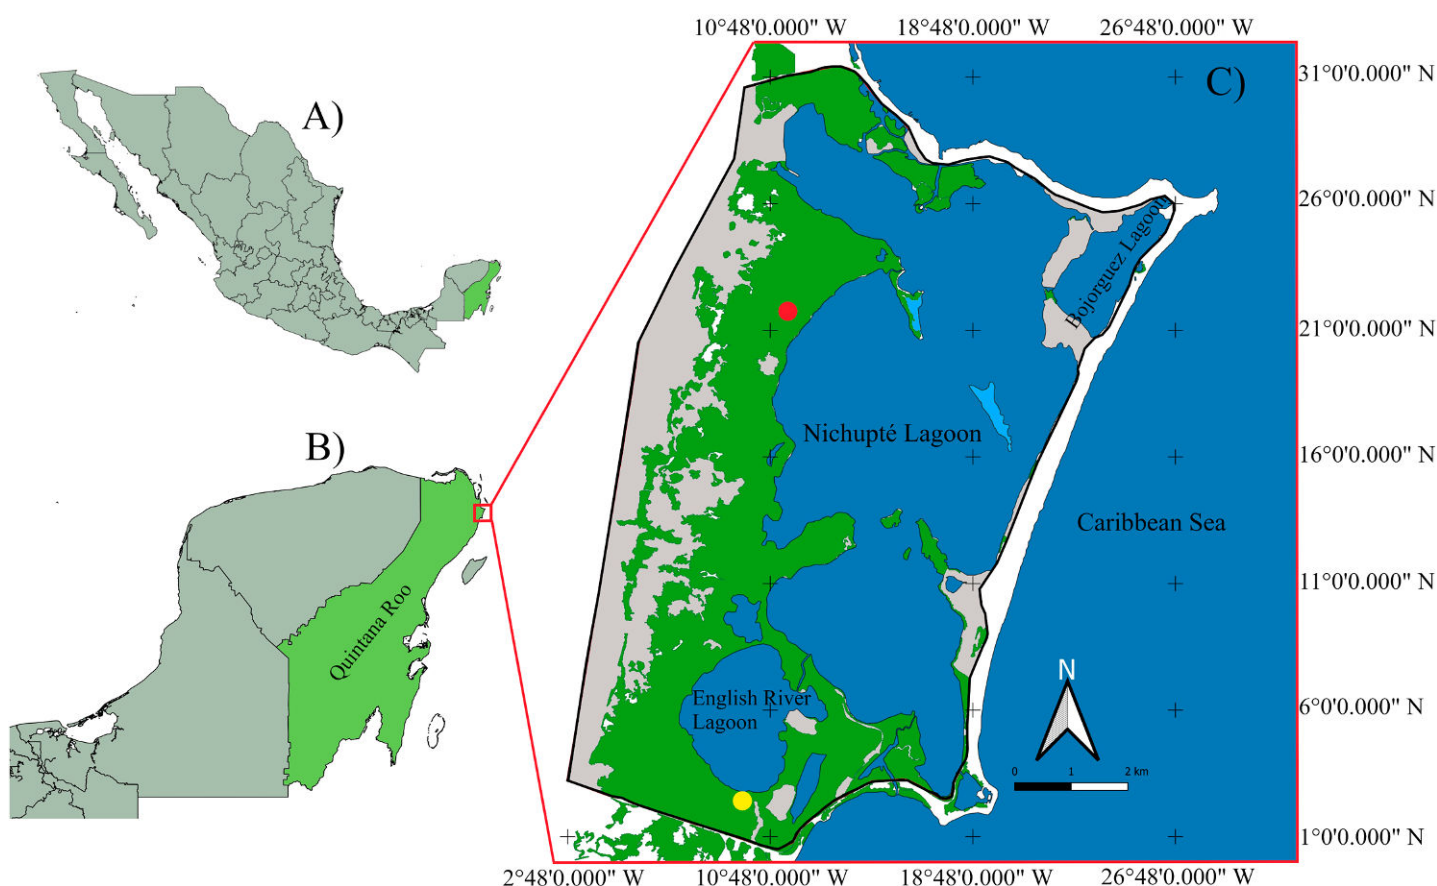 10°48'0.000" W
18°48'0.000" W
26°48'0.000" W
A)
C)
31°0'0.000" N
26°0'0.000" N
Bojorguez Lagoon
21°0'0.000" N
Nichupté Lagoon
B)
16°0'0.000" N
Caribbean Sea
Quintana Roo
11°0'0.000" N
English River
Lagoon
N
6°0'0.000" N
0 1 2 km
1°0'0.000" N
2°48'0.000" W
10°48'0.000" W
18°48'0.000" W
26°48'0.000" W